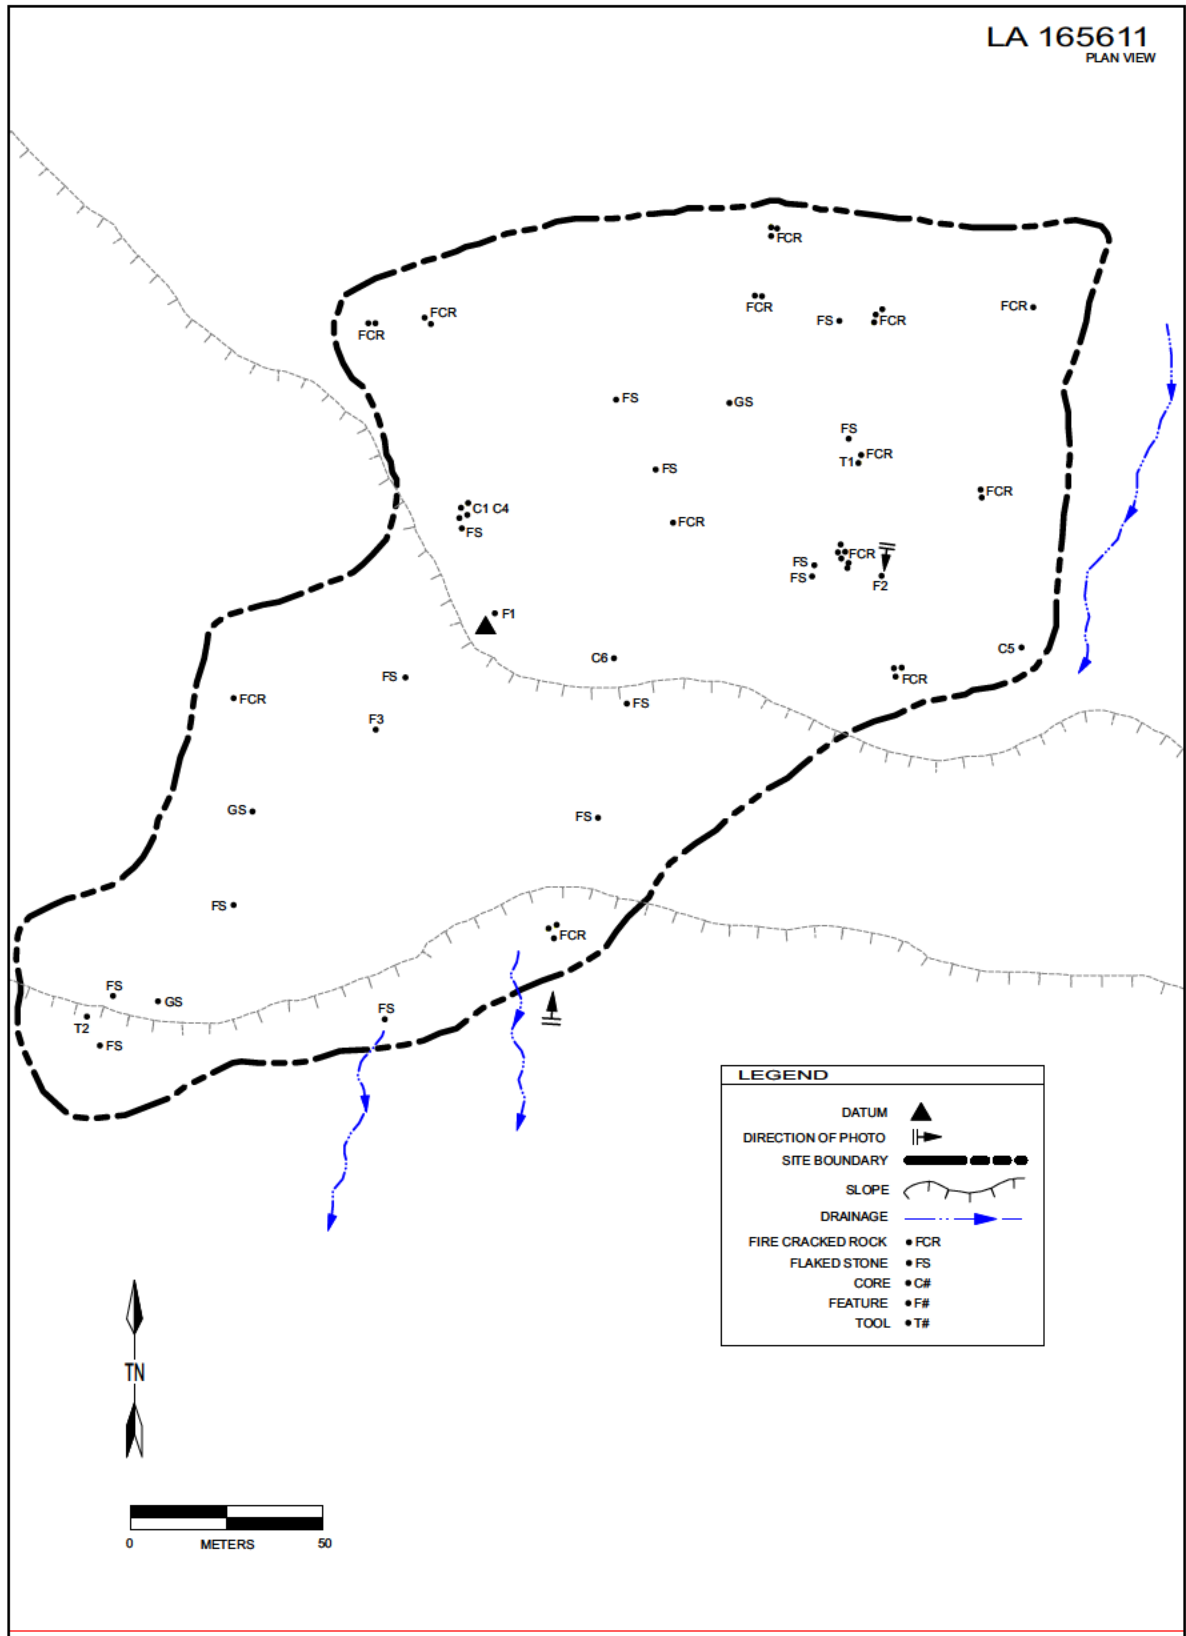 LA 165611
PLAN VIEW
FCR
FCR
FCR
FCR
FS
FCR
FCR
FCR
FS
GS
FS
FCR
T1
FS
FCR
C1 C4
FS
FCR
FCR
FS
FS
F2
F1
C6
C5
FCR
FS
FCR
FS
F3
GS
FS
FS
FCR
FS
GS
T2
FS
FS
LEGEND
DATUM
DIRECTION OF PHOTO
SITE BOUNDARY
SLOPE
DRAINAGE
FIRE CRACKED ROCK FCR
FLAKED STONE FS
CORE C#
FEATURE F#
TOOL T#
TN
0 METERS 50